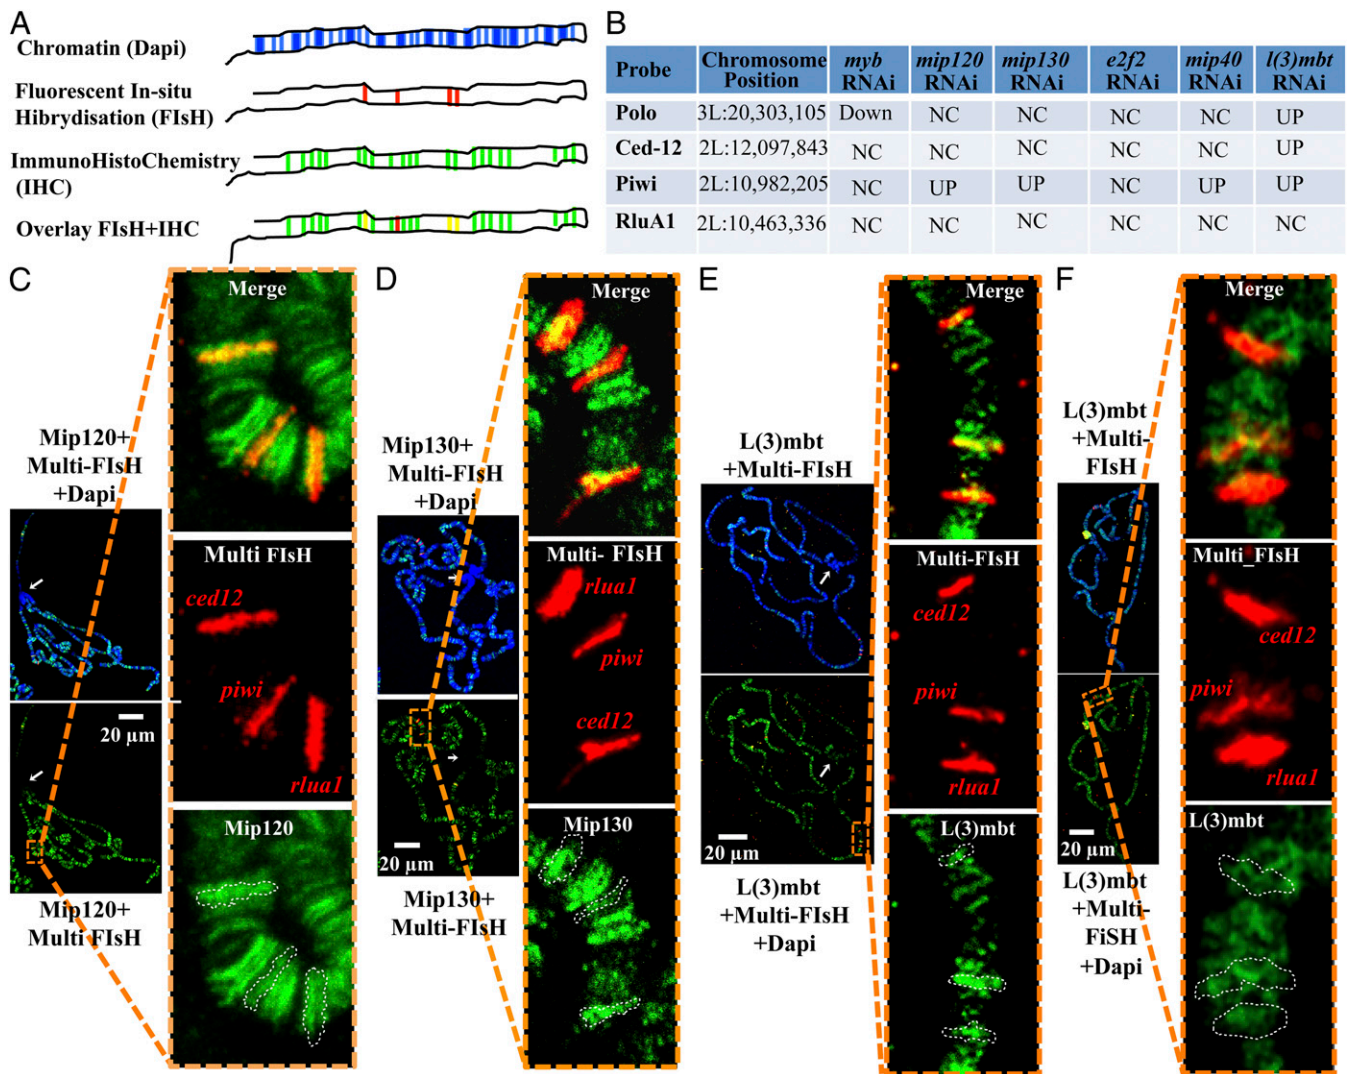 A
Chromatin (Dapi)
Fluorescent In-situ
Hibrydisation (FIsH)
ImmunoHistoChemistry
(IHC)
Overlay FIsH+IHC
B
Probe Chromosome Position myb RNAi mip120 RNAi mip130 RNAi e2f2 RNAi mip40 RNAi l(3)mbt RNAi
Polo 3L:20,303,105 Down NC NC NC NC UP
Ced-12 2L:12,097,843 NC NC NC NC NC UP
Piwi 2L:10,982,205 NC UP UP NC UP UP
RluA1 2L:10,463,336 NC NC NC NC NC NC
C
Mip120+
Multi-FIsH
+Dapi
20 µm
Mip120+
Multi FIsH
Merge
Multi FIsH
ced12
piwi
rlua1
Mip120
D
Mip130+
Multi-FIsH
+Dapi
20 µm
Mip130+
Multi-FIsH
Merge
Multi- FIsH
rlua1
piwi
ced12
Mip130
E
L(3)mbt
+Multi-FIsH
20 µm
L(3)mbt
+Multi-FIsH
+Dapi
Merge
Multi-FIsH
ced12
piwi
rlua1
L(3)mbt
F
L(3)mbt
+Multi-
FIsH
20 µm
L(3)mbt
+Multi-
FiSH
+Dapi
Merge
Multi_FIsH
ced12
piwi
rlua1
L(3)mbt